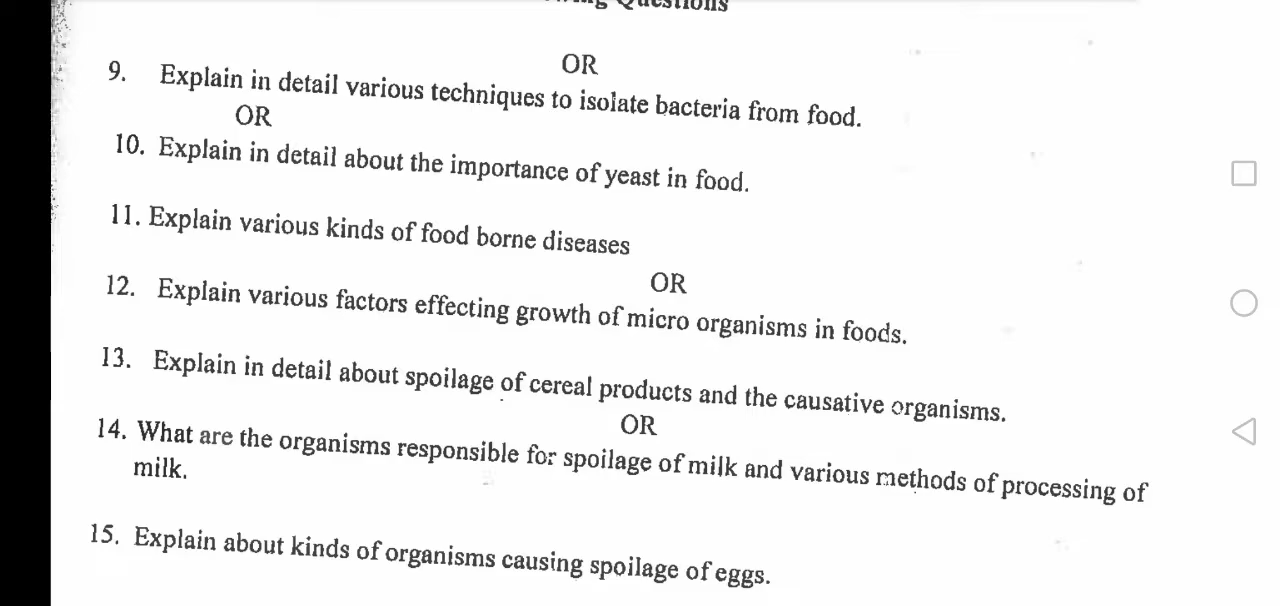 Questions
OR
9. Explain in detail various techniques to isolate bacteria from food.
OR
10. Explain in detail about the importance of yeast in food.
11. Explain various kinds of food borne diseases
OR
12. Explain various factors effecting growth of micro organisms in foods.
13. Explain in detail about spoilage of cereal products and the causative organisms.
OR
14. What are the organisms responsible for spoilage of milk and various methods of processing of
milk.
15. Explain about kinds of organisms causing spoilage of eggs.